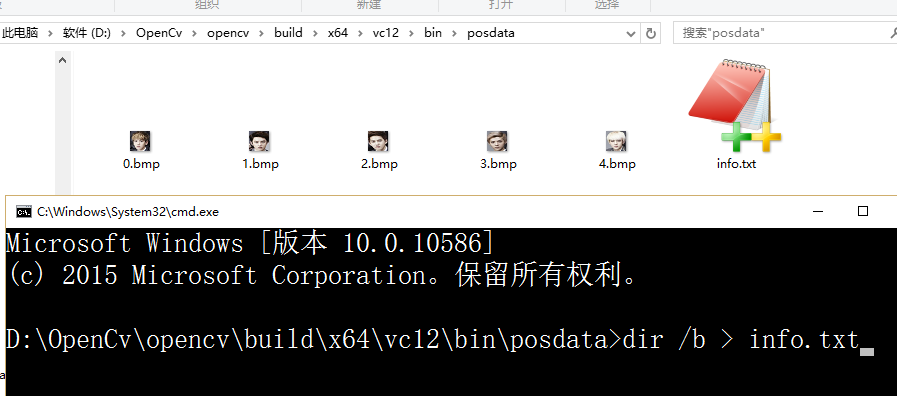 组织
新建
打开
选择
此电脑 > 软件 (D:) > OpenCv > opencv > build > x64 > vc12 > bin > posdata
搜索"posdata"
0.bmp
1.bmp
2.bmp
3.bmp
4.bmp
info.txt
C:\Windows\System32\cmd.exe
Microsoft Windows [版本 10.0.10586]
(c) 2015 Microsoft Corporation。保留所有权利。
D:\OpenCv\opencv\build\x64\vc12\bin\posdata>dir /b > info.txt